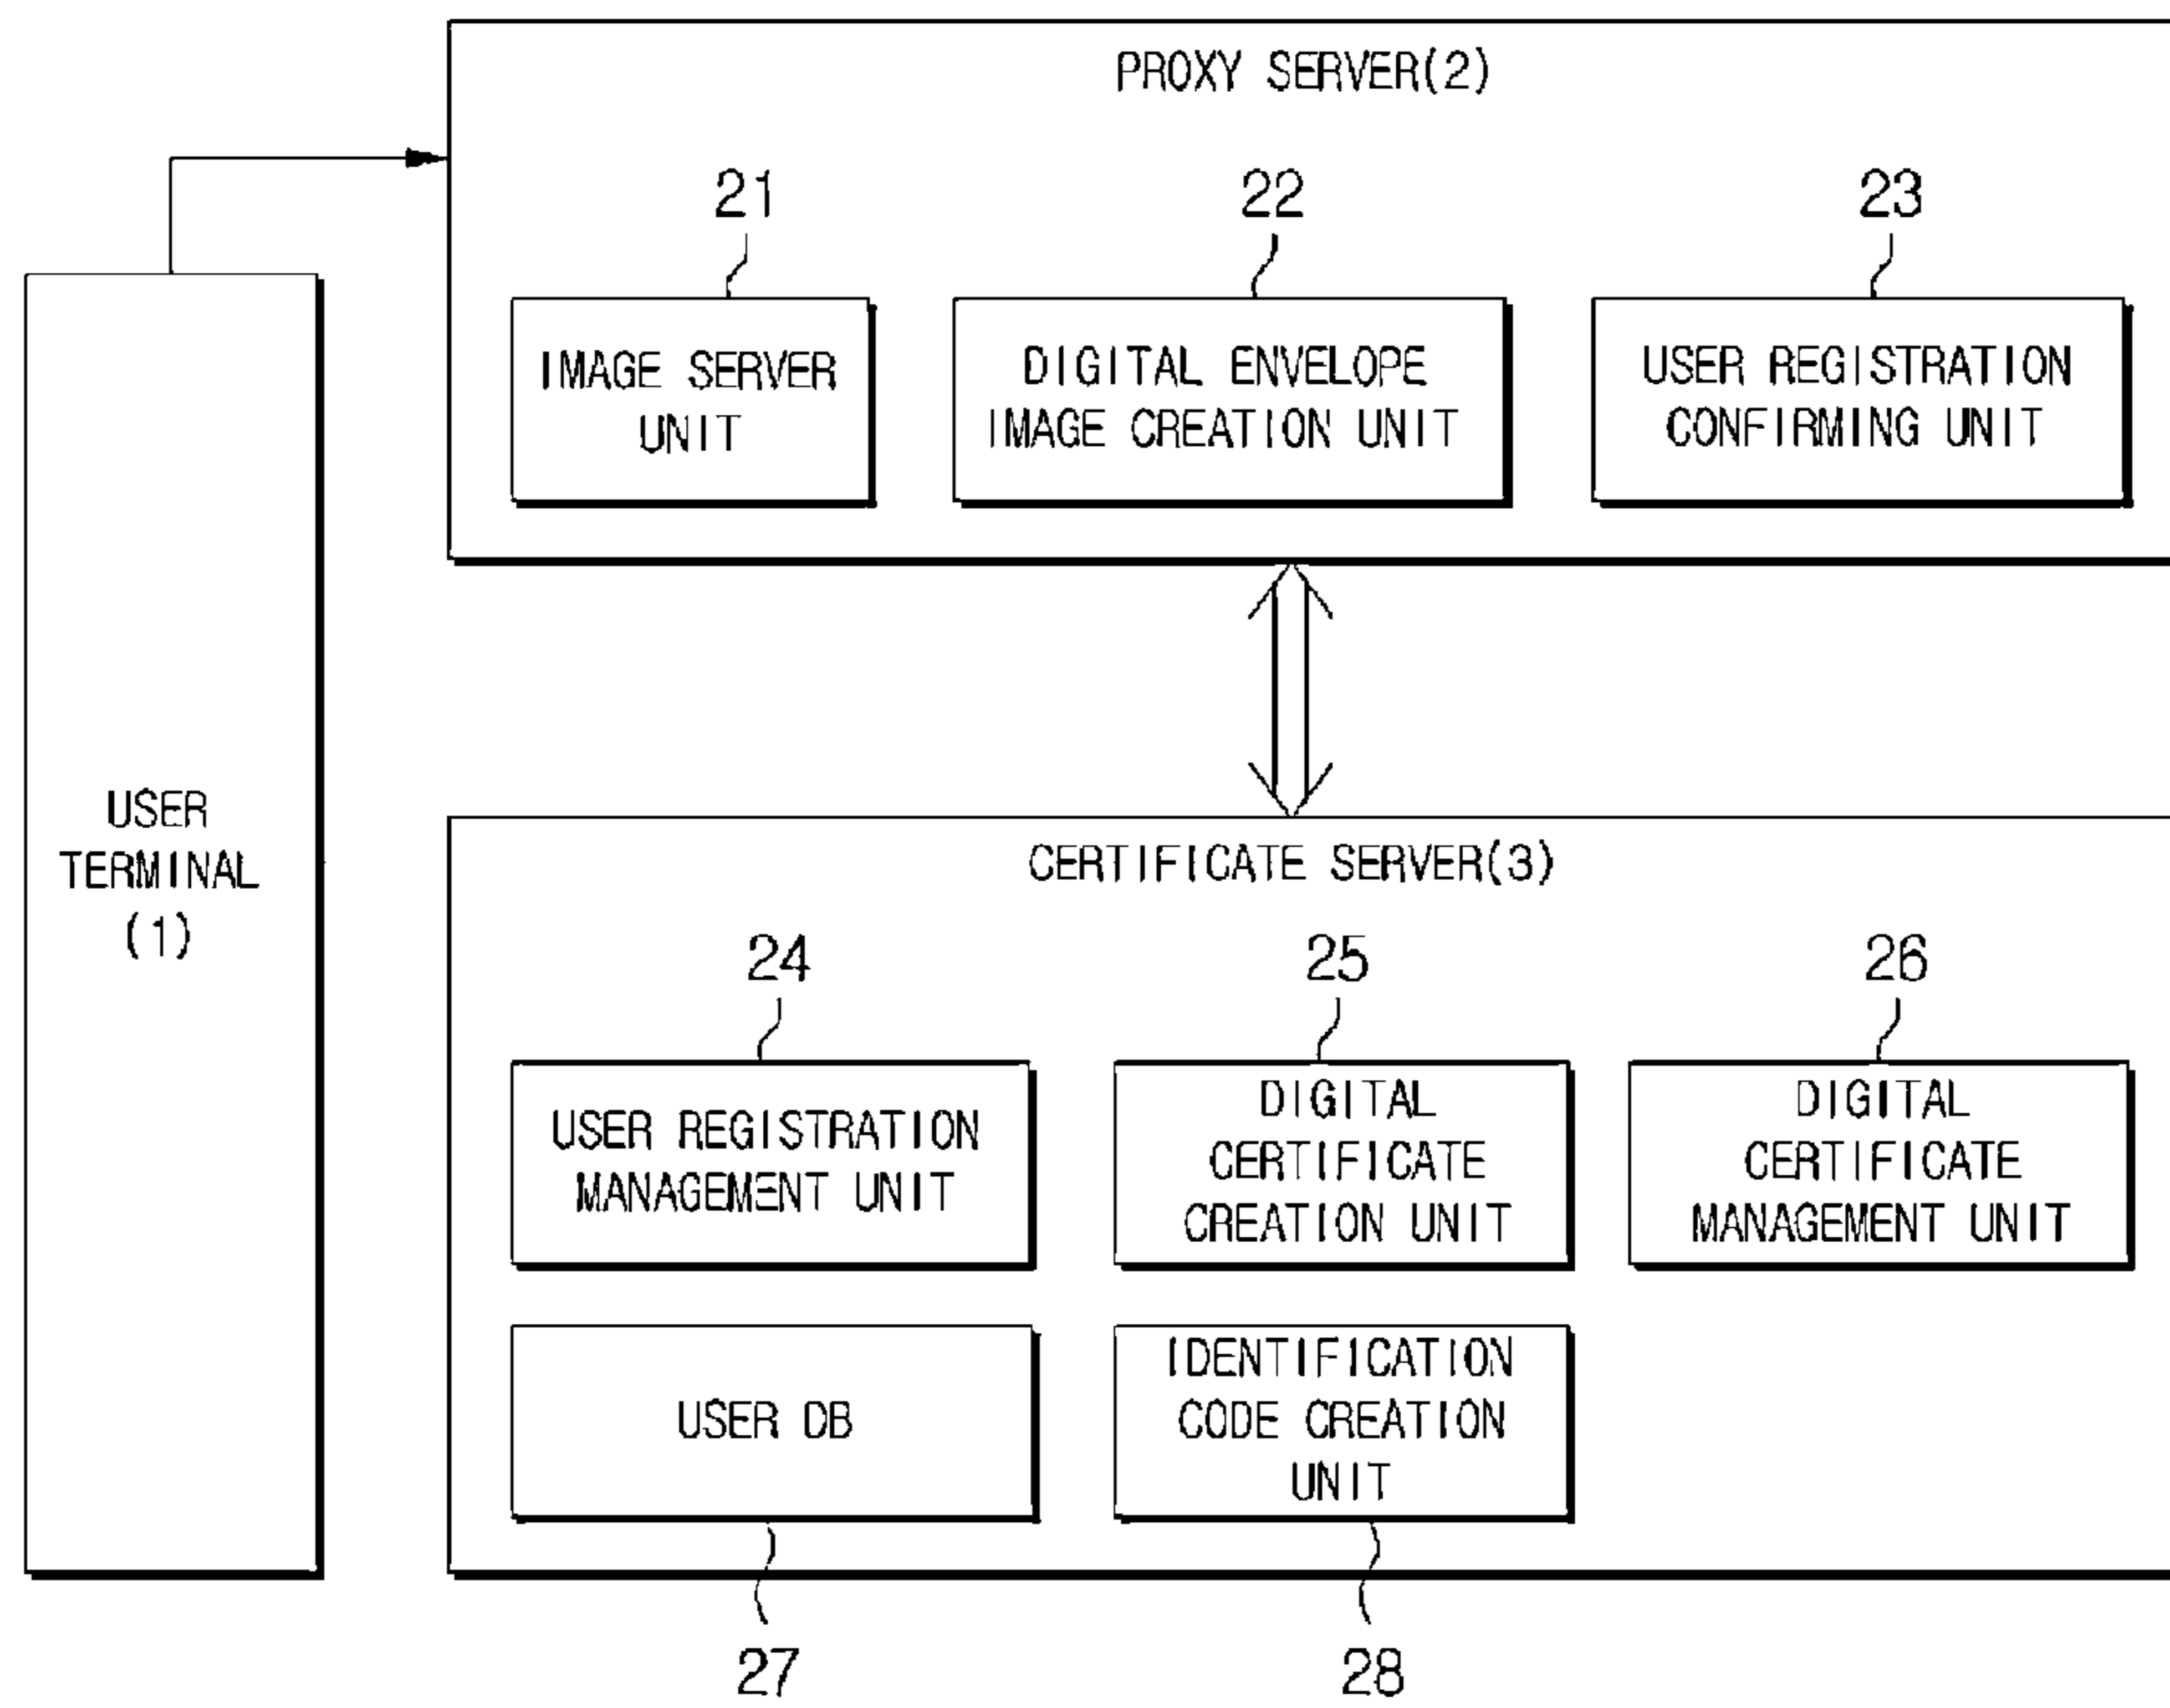 PROXY SERVER(2)
21
22
23
IMAGE SERVER
UNIT
DIGITAL ENVELOPE
IMAGE CREATION UNIT
USER REGISTRATION
CONFIRMING UNIT
USER
TERMINAL
(1)
CERTIFICATE SERVER(3)
24
25
26
USER REGISTRATION
MANAGEMENT UNIT
DIGITAL
CERTIFICATE
CREATION UNIT
DIGITAL
CERTIFICATE
MANAGEMENT UNIT
USER DB
IDENTIFICATION
CODE CREATION
UNIT
27
28